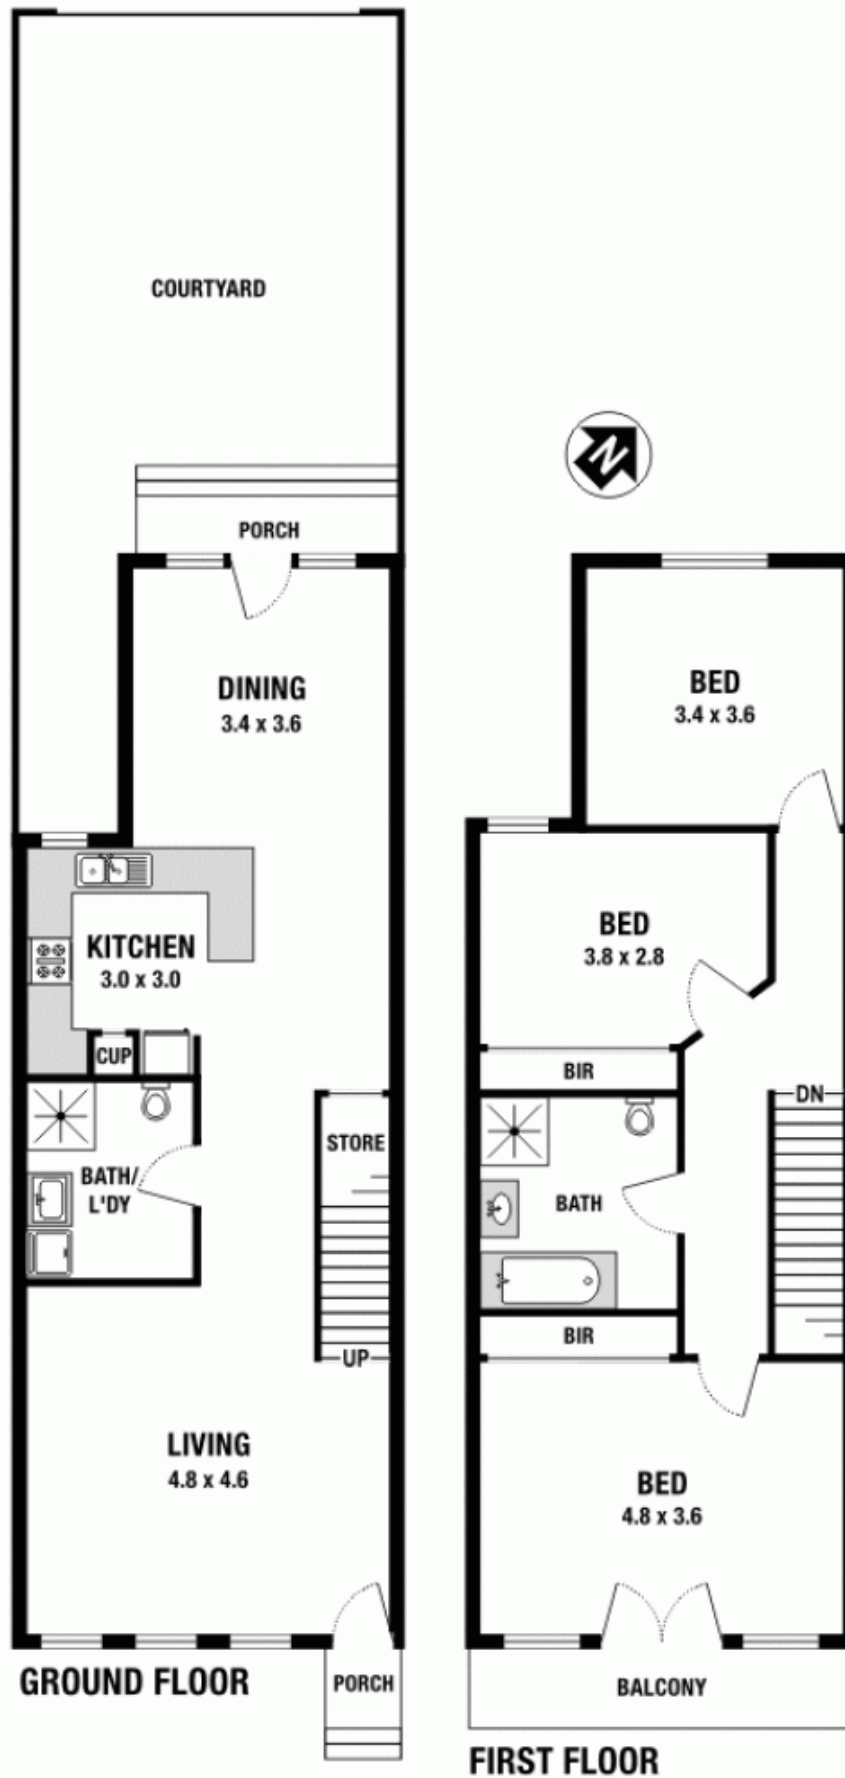 COURTYARD
PORCH
DINING
3.4 x 3.6
KITCHEN
3.0 x 3.0
CUP
STORE
BATH/
L'DY
UP
LIVING
4.8 x 4.6
GROUND FLOOR
PORCH
N
BED
3.4 x 3.6
BED
3.8 x 2.8
BIR
DN
BATH
BIR
BED
4.8 x 3.6
BALCONY
FIRST FLOOR